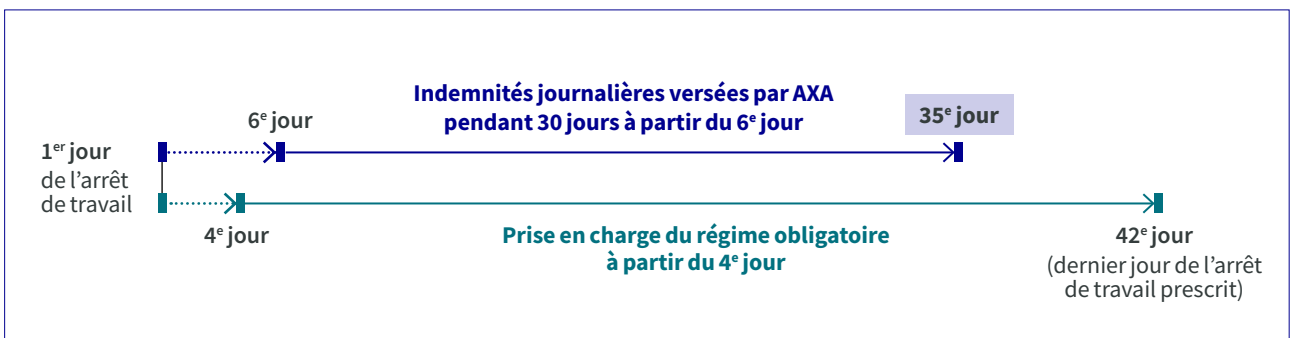 Indemnités journalières versées par AXA
pendant 30 jours à partir du 6e jour
6e jour
35e jour
1er jour
de l'arrêt
de travail
4e jour
Prise en charge du régime obligatoire
à partir du 4e jour
42e jour
(dernier jour de l'arrêt
de travail prescrit)